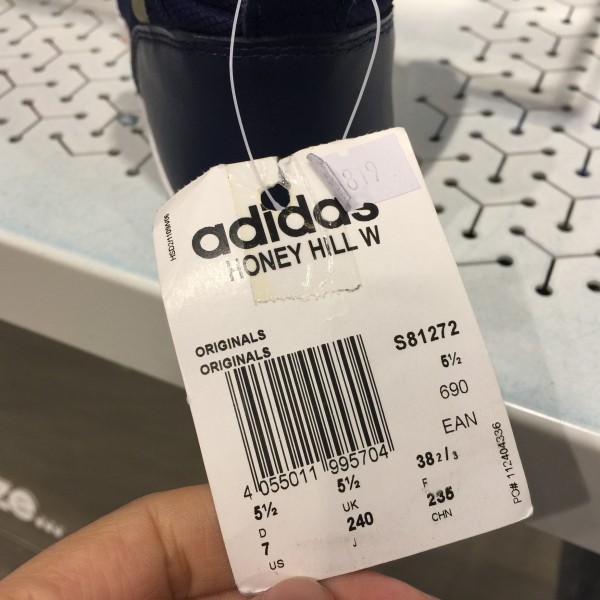 319
adidas
HONEY HILL W
ORIGINALS
ORIGINALS
S81272
5½
690
EAN
4 055011 995704
5½
D
7
US
5½
UK
240
J
38 2/3
F
235
CHN
PO# 112404336